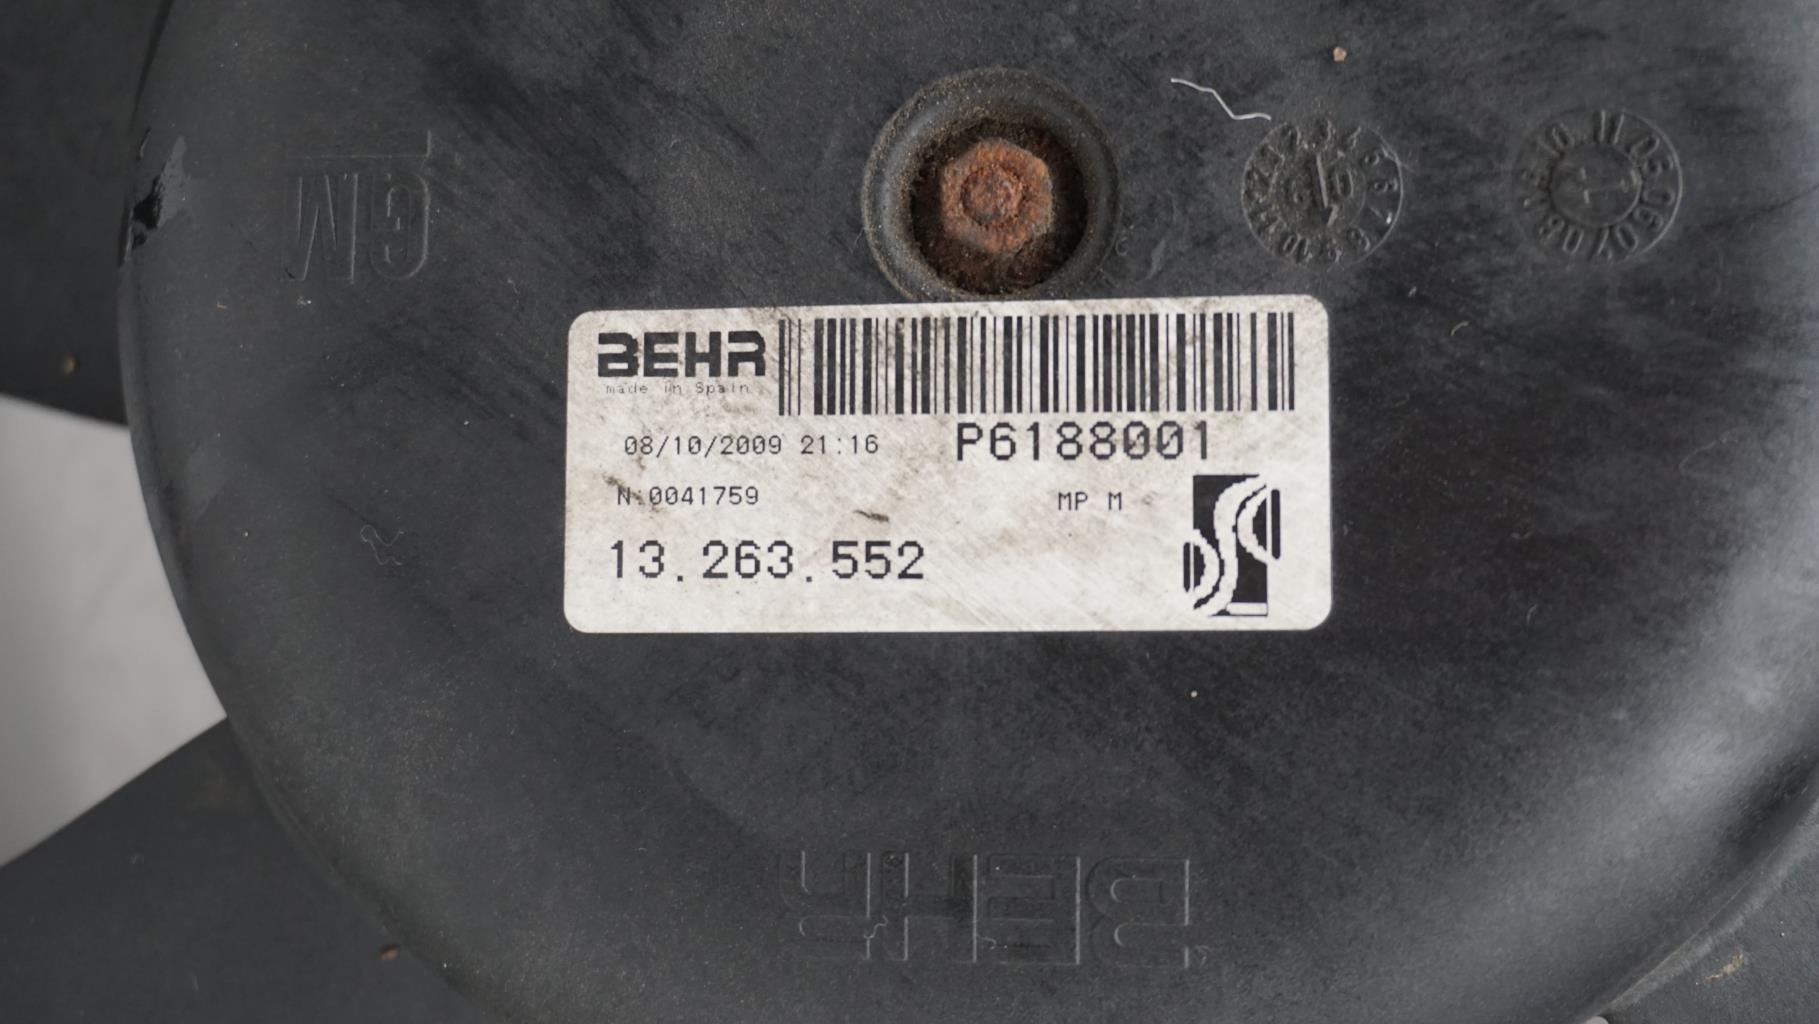 GM
BEHR
made in Spain
08/10/2009 21:16
P6188001
N:0041759
MP M
13.263.552
BEHR